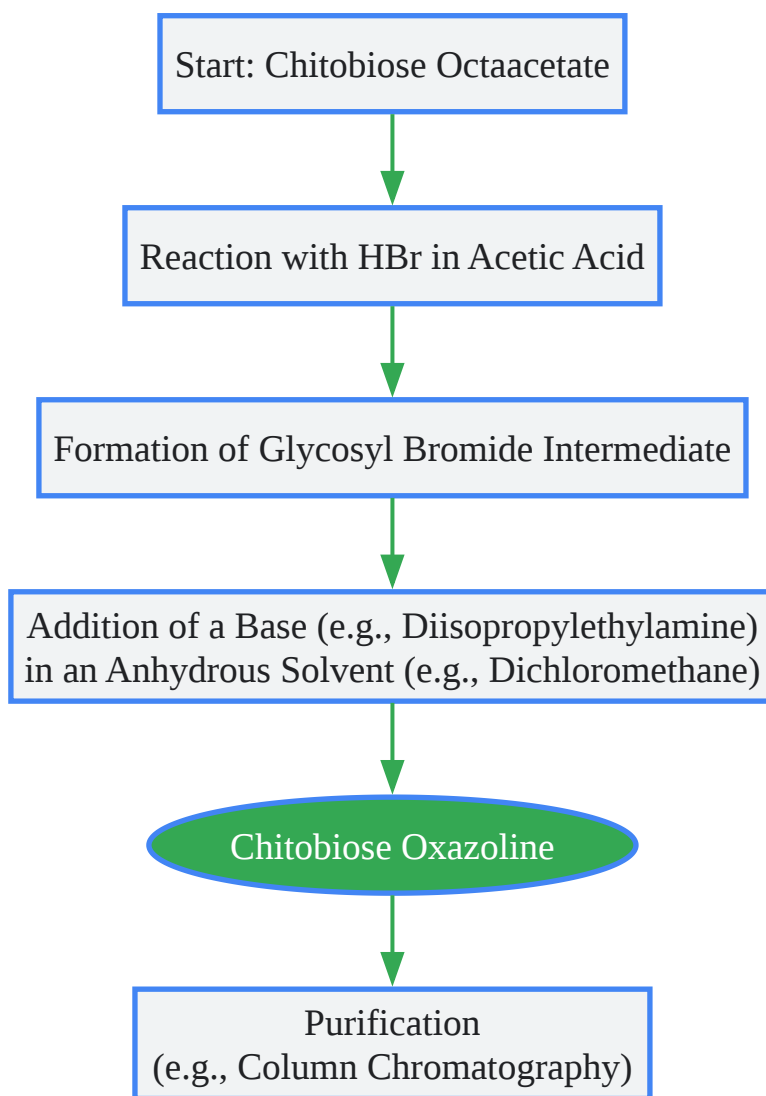 Start: Chitobiose Octaacetate
Reaction with HBr in Acetic Acid
Formation of Glycosyl Bromide Intermediate
Addition of a Base (e.g., Diisopropylethylamine)
in an Anhydrous Solvent (e.g., Dichloromethane)
Chitobiose Oxazoline
Purification
(e.g., Column Chromatography)